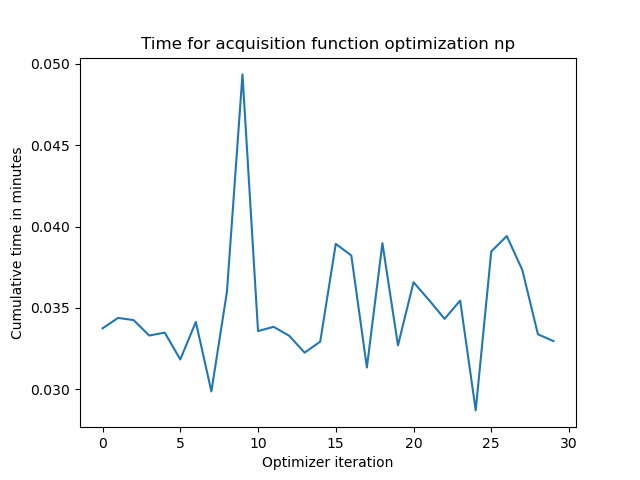 Time for acquisition function optimization np
0.050
0.045
0.040
0.035
0.030
Cumulative time in minutes
0 5 10 15 20 25 30
Optimizer iteration